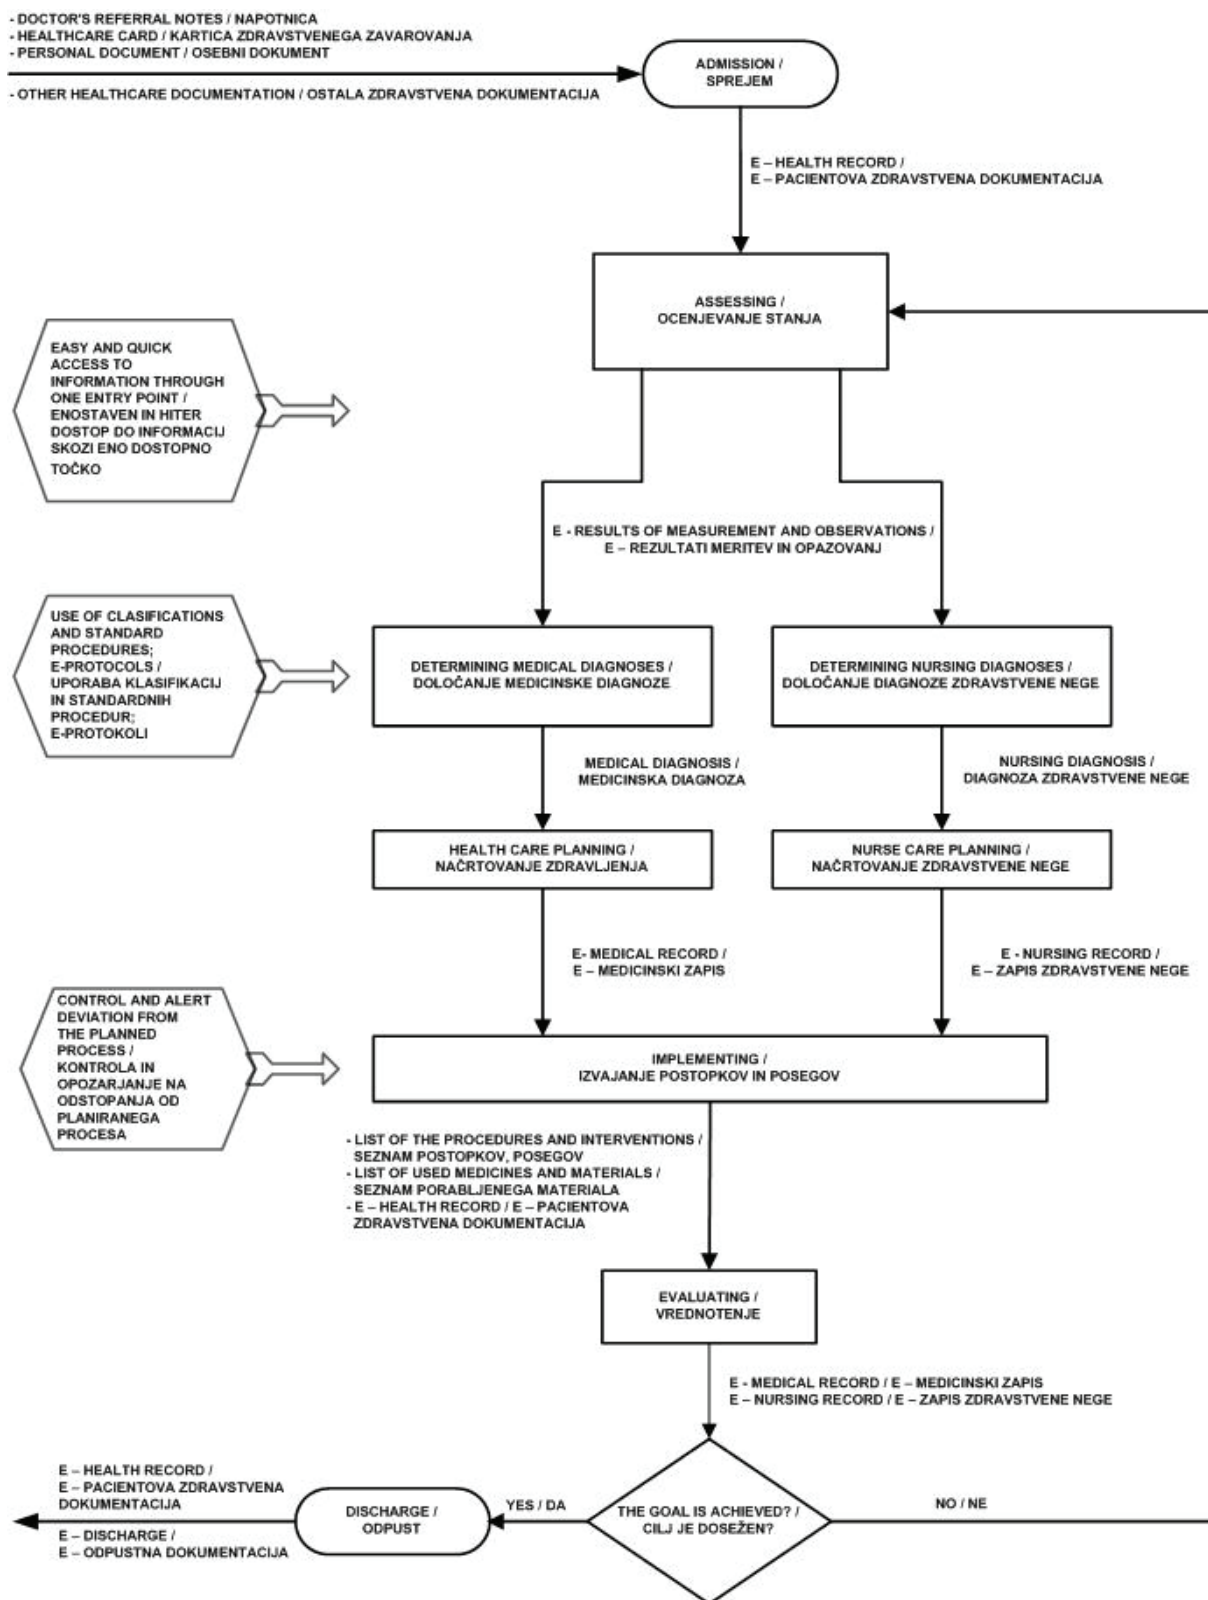 - DOCTOR'S REFERRAL NOTES / NAPOTNICA
- HEALTHCARE CARD / KARTICA ZDRAVSTVENEGA ZAVAROVANJA
- PERSONAL DOCUMENT / OSEBNI DOKUMENT
- OTHER HEALTHCARE DOCUMENTATION / OSTALA ZDRAVSTVENA DOKUMENTACIJA
ADMISSION /
SPREJEM
E – HEALTH RECORD /
E – PACIENTOVA ZDRAVSTVENA DOKUMENTACIJA
ASSESSING /
OCENJEVANJE STANJA
EASY AND QUICK
ACCESS TO
INFORMATION THROUGH
ONE ENTRY POINT /
ENOSTAVEN IN HITER
DOSTOP DO INFORMACIJ
SKOZI ENO DOSTOPNO
TOČKO
E - RESULTS OF MEASUREMENT AND OBSERVATIONS /
E – REZULTATI MERITEV IN OPAZOVANJ
USE OF CLASIFICATIONS
AND STANDARD
PROCEDURES;
E-PROTOCOLS /
UPORABA KLASIFIKACIJ
IN STANDARDNIH
PROCEDUR;
E-PROTOKOLI
DETERMINING MEDICAL DIAGNOSES /
DOLOČANJE MEDICINSKE DIAGNOZE
DETERMINING NURSING DIAGNOSES /
DOLOČANJE DIAGNOZE ZDRAVSTVENE NEGE
MEDICAL DIAGNOSIS /
MEDICINSKA DIAGNOZA
NURSING DIAGNOSIS /
DIAGNOZA ZDRAVSTVENE NEGE
HEALTH CARE PLANNING /
NAČRTOVANJE ZDRAVLJENJA
NURSE CARE PLANNING /
NAČRTOVANJE ZDRAVSTVENE NEGE
E- MEDICAL RECORD /
E – MEDICINSKI ZAPIS
E - NURSING RECORD /
E – ZAPIS ZDRAVSTVENE NEGE
CONTROL AND ALERT
DEVIATION FROM
THE PLANNED
PROCESS /
KONTROLA IN
OPOZARJANJE NA
ODSTOPANJA OD
PLANIRANEGA
PROCESA
IMPLEMENTING /
IZVAJANJE POSTOPKOV IN POSEGOV
- LIST OF THE PROCEDURES AND INTERVENTIONS /
SEZNAM POSTOPKOV, POSEGOV
- LIST OF USED MEDICINES AND MATERIALS /
SEZNAM PORABLJENEGA MATERIALA
- E – HEALTH RECORD / E – PACIENTOVA
ZDRAVSTVENA DOKUMENTACIJA
EVALUATING /
VREDNOTENJE
E - MEDICAL RECORD / E – MEDICINSKI ZAPIS
E – NURSING RECORD / E – ZAPIS ZDRAVSTVENE NEGE
E – HEALTH RECORD /
E – PACIENTOVA ZDRAVSTVENA
DOKUMENTACIJA
E – DISCHARGE /
E – ODPUSTNA DOKUMENTACIJA
DISCHARGE /
ODPUST
YES / DA
THE GOAL IS ACHIEVED? /
CILJ JE DOSEŽEN?
NO / NE